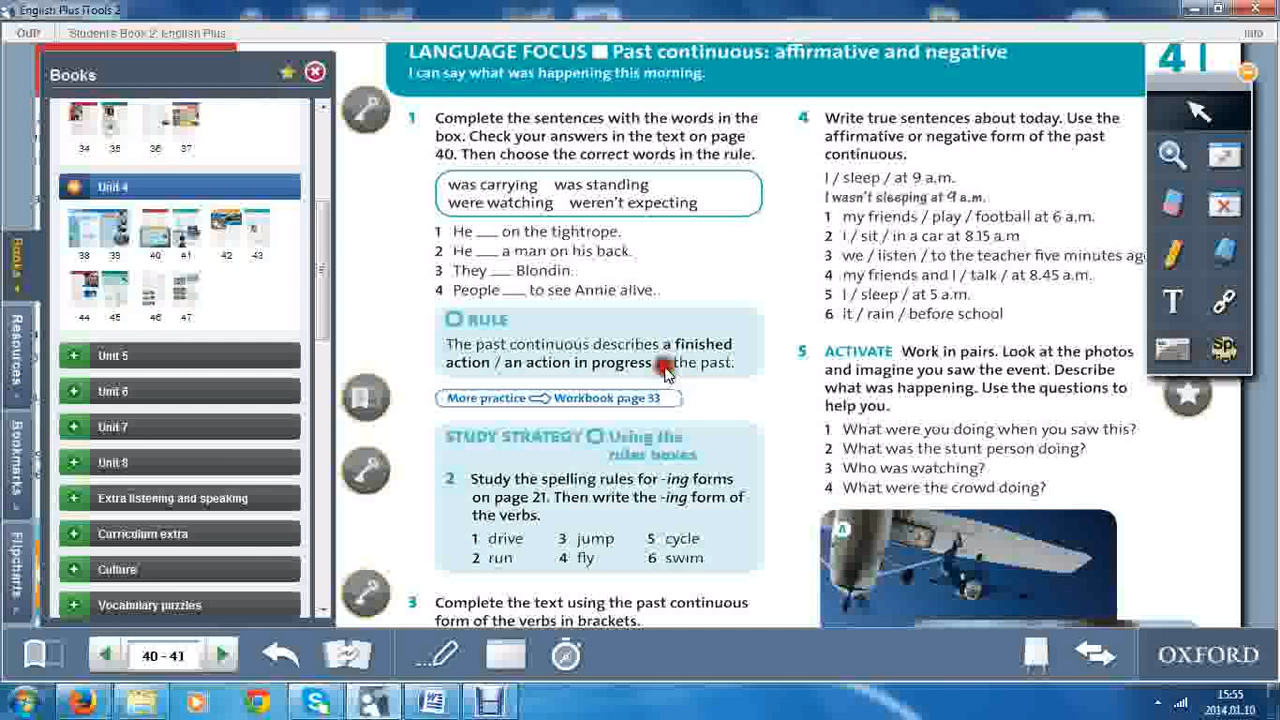 English Plus iTools 2
Quit
Student's Book 2: English Plus
Info
Books
34 35 36 37
Unit 4
38 39 40 41 42 43
44 45 46 47
Unit 5
Unit 6
Unit 7
Unit 8
Extra listening and speaking
Curriculum extra
Culture
Vocabulary puzzles
Books
Resources
Bookmarks
Flipcharts
LANGUAGE FOCUS Past continuous: affirmative and negative
I can say what was happening this morning.
4
1 Complete the sentences with the words in the
box. Check your answers in the text on page
40. Then choose the correct words in the rule.
was carrying was standing
were watching weren't expecting
1 He ___ on the tightrope.
2 He ___ a man on his back.
3 They ___ Blondin.
4 People ___ to see Annie alive..
RULE
The past continuous describes a finished
action / an action in progress the past.
More practice ⇨ Workbook page 33
STUDY STRATEGY Using the
rules boxes
2 Study the spelling rules for -ing forms
on page 21. Then write the -ing form of
the verbs.
1 drive 3 jump 5 cycle
2 run 4 fly 6 swim
3 Complete the text using the past continuous
form of the verbs in brackets.
4 Write true sentences about today. Use the
affirmative or negative form of the past
continuous.
I / sleep / at 9 a.m.
I wasn't sleeping at 9 a.m.
1 my friends / play / football at 6 a.m.
2 I / sit / in a car at 8.15 a.m
3 we / listen / to the teacher five minutes ag
4 my friends and I / talk / at 8.45 a.m.
5 I / sleep / at 5 a.m.
6 it / rain / before school
5 ACTIVATE Work in pairs. Look at the photos
and imagine you saw the event. Describe
what was happening. Use the questions to
help you.
1 What were you doing when you saw this?
2 What was the stunt person doing?
3 Who was watching?
4 What were the crowd doing?
A
T
Sp
40 - 41
OXFORD
15:55
2014.01.10